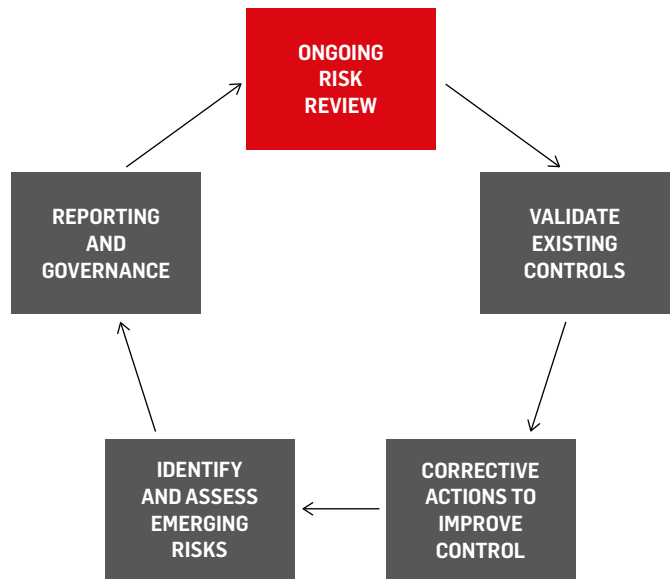 ONGOING
RISK
REVIEW
VALIDATE
EXISTING
CONTROLS
CORRECTIVE
ACTIONS TO
IMPROVE
CONTROL
IDENTIFY
AND ASSESS
EMERGING
RISKS
REPORTING
AND
GOVERNANCE